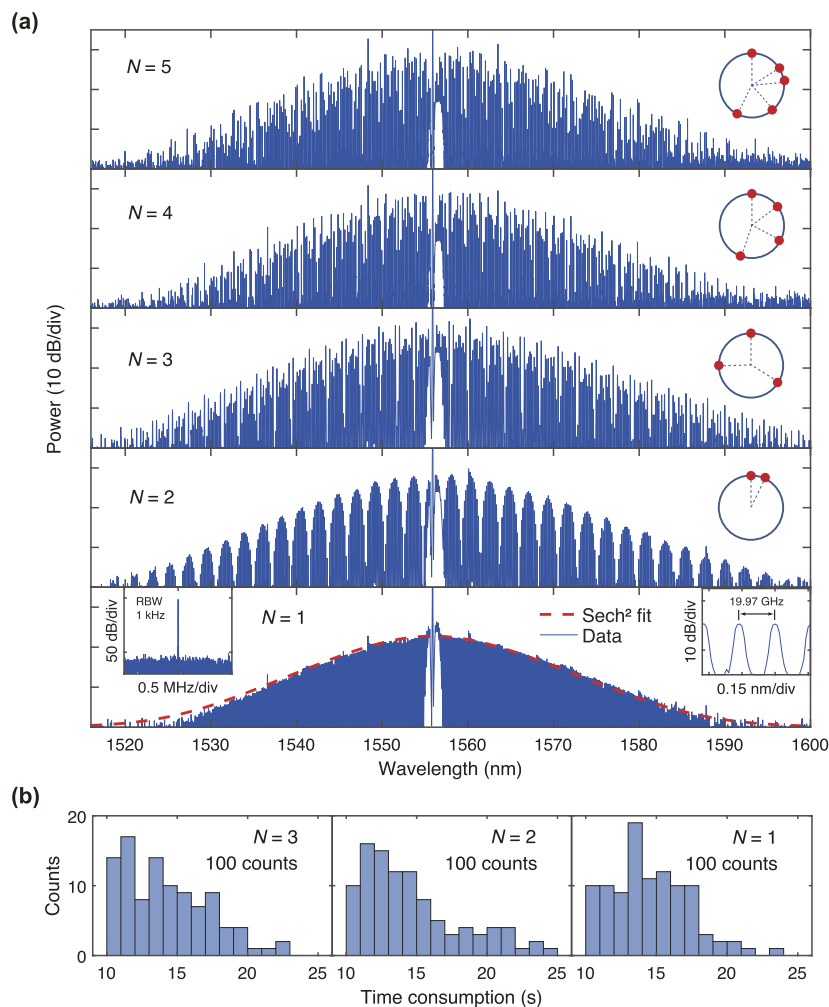 (a)
N = 5
N = 4
N = 3
N = 2
N = 1
Power (10 dB/div)
RBW
1 kHz
50 dB/div
0.5 MHz/div
Sech² fit
Data
19.97 GHz
10 dB/div
0.15 nm/div
1520 1530 1540 1550 1560 1570 1580 1590 1600
Wavelength (nm)
(b)
20
10
0
Counts
N = 3
100 counts
N = 2
100 counts
N = 1
100 counts
10 15 20 25 10 15 20 25 10 15 20 25
Time consumption (s)